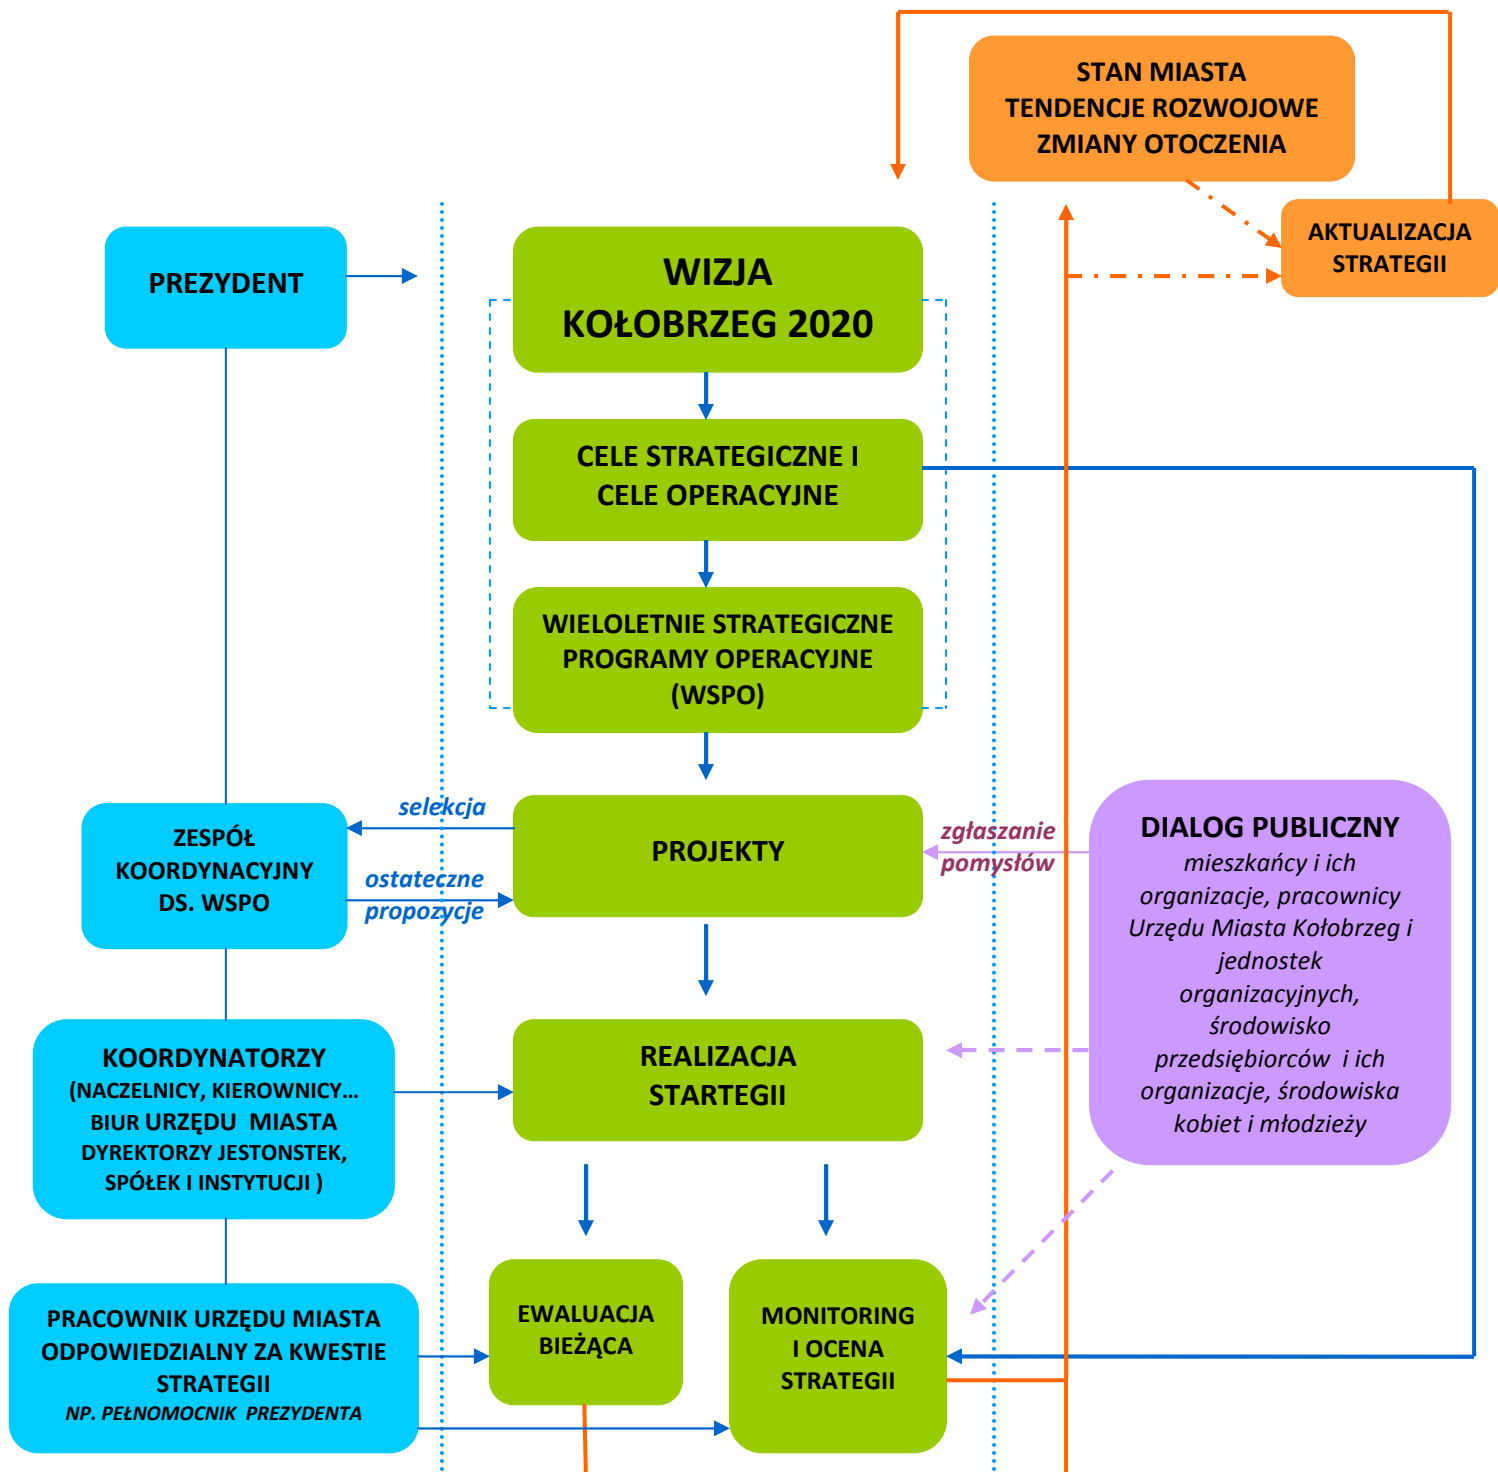 STAN MIASTA
TENDENCJE ROZWOJOWE
ZMIANY OTOCZENIA
AKTUALIZACJA
STRATEGII
PREZYDENT
WIZJA
KOŁOBRZEG 2020
CELE STRATEGICZNE I
CELE OPERACYJNE
WIELOLETNIE STRATEGICZNE
PROGRAMY OPERACYJNE
(WSPO)
selekcja
ZESPÓŁ
KOORDYNACYJNY
DS. WSPO
ostateczne
propozycje
PROJEKTY
zgłaszanie
pomysłów
DIALOG PUBLICZNY
mieszkańcy i ich
organizacje, pracownicy
Urzędu Miasta Kołobrzeg i
jednostek
organizacyjnych,
środowisko
przedsiębiorców i ich
organizacje, środowiska
kobiet i młodzieży
KOORDYNATORZY
(NACZELNICY, KIEROWNICY...
BIUR URZĘDU MIASTA
DYREKTORZY JESTONSTEK,
SPÓŁEK I INSTYTUCJI )
REALIZACJA
STARTEGII
PRACOWNIK URZĘDU MIASTA
ODPOWIEDZIALNY ZA KWESTIE
STRATEGII
NP. PEŁNOMOCNIK PREZYDENTA
EWALUACJA
BIEŻĄCA
MONITORING
I OCENA
STRATEGII